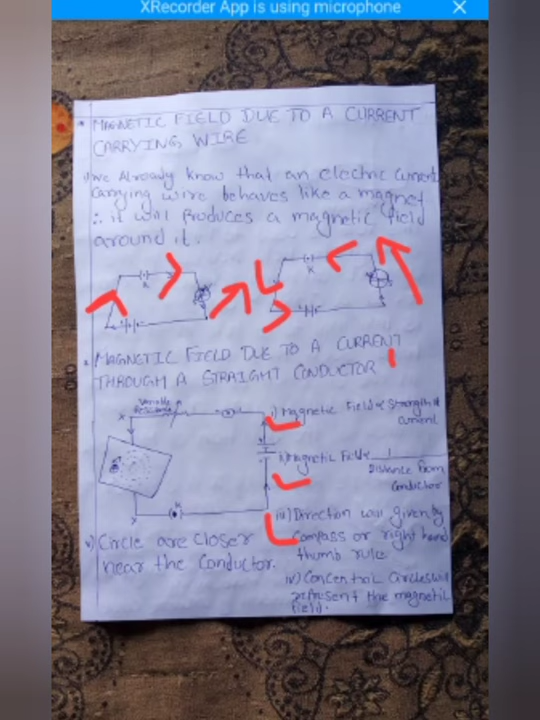 XRecorder App is using microphone
* MAGNETIC FIELD DUE TO A CURRENT
CARRYING WIRE
i) We Already know that an electric current
carrying wire behaves like a magnet
∴ it will Produces a magnetic field
around it.
K
K
* MAGNETIC FIELD DUE TO A CURRENT
THROUGH A STRAIGHT CONDUCTOR
Variable
Resistance
X
i) Magnetic Field α Strength of
current
ii) Magnetic Field α 1
Distance from
Conductor
K
Y
iii) Direction will given by
compass or right hand
thumb rule.
iv) Concentral Circles will
represent the magnetic
field.
v) Circle are closer
near the Conductor.